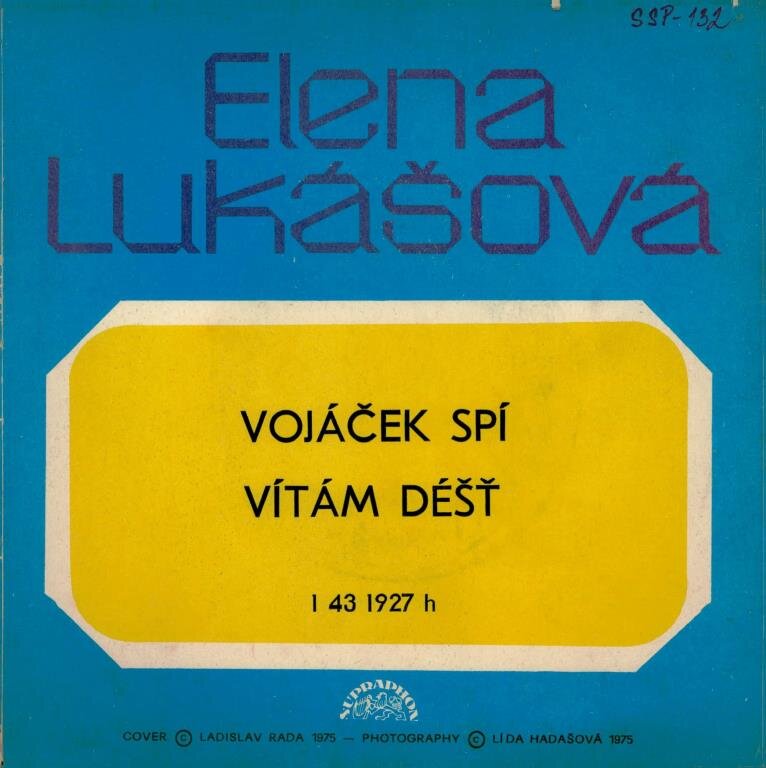 SSP-132
Elena
Lukášová
VOJÁČEK SPÍ
VÍTÁM DÉŠŤ
1 43 1927 h
SUPRAPHON
COVER © LADISLAV RADA 1975 — PHOTOGRAPHY © LÍDA HADAŠOVÁ 1975